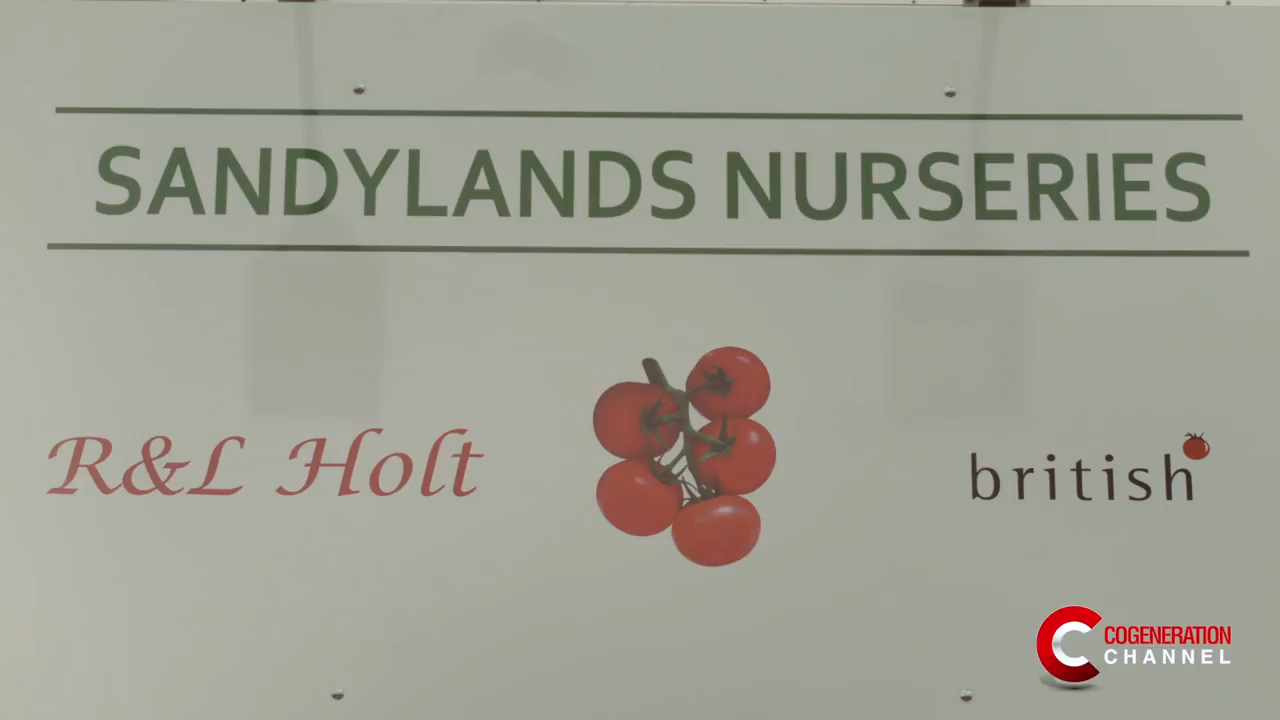 SANDYLANDS NURSERIES
R&L Holt
british
COGENERATION
CHANNEL